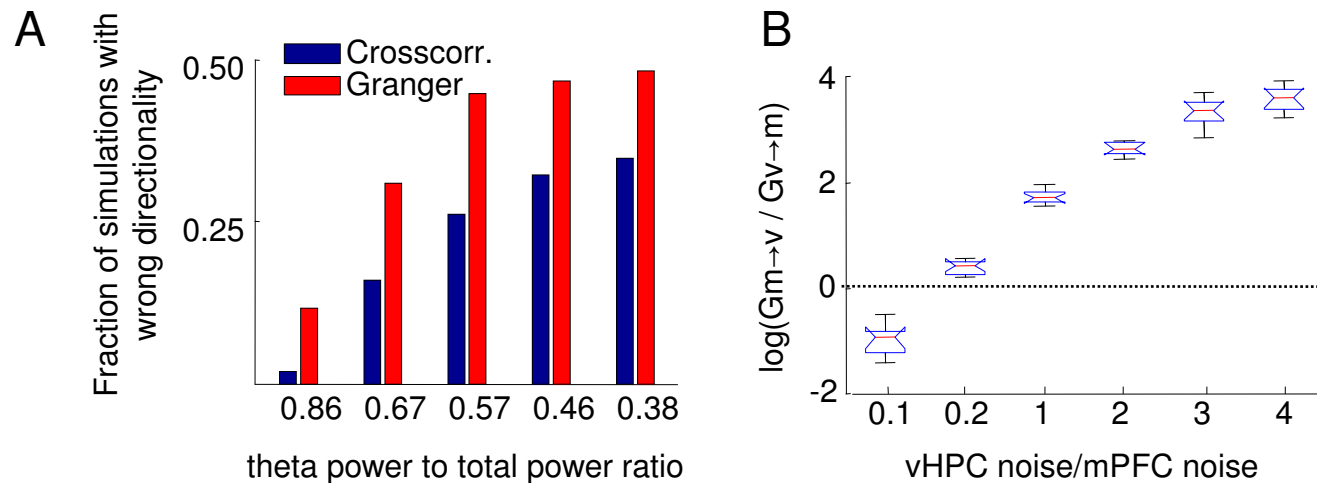 A
Fraction of simulations with
wrong directionality
0.50
0.25
Crosscorr.
Granger
0.86 0.67 0.57 0.46 0.38
theta power to total power ratio
B
log(Gm→v / Gv→m)
4
2
0
-2
0.1 0.2 1 2 3 4
vHPC noise/mPFC noise